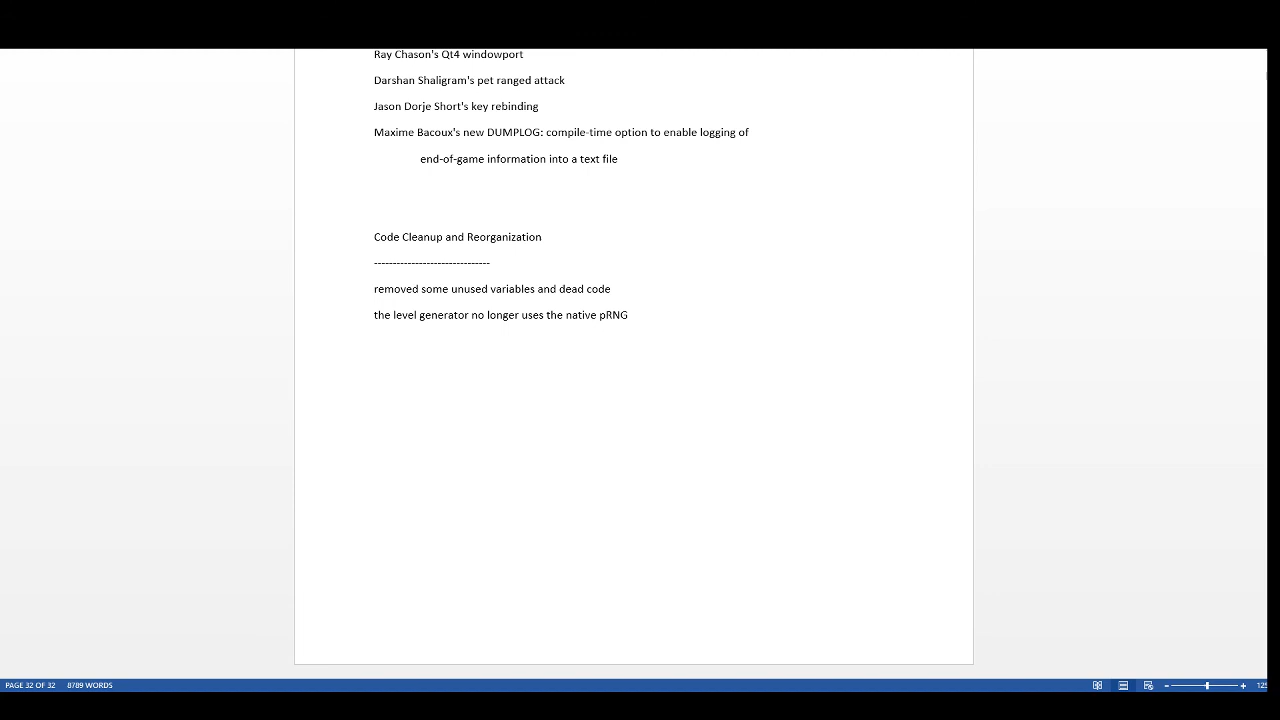 Ray Chason's Qt4 windowport
Darshan Shaligram's pet ranged attack
Jason Dorje Short's key rebinding
Maxime Bacoux's new DUMPLOG: compile-time option to enable logging of
end-of-game information into a text file
Code Cleanup and Reorganization
-------------------------------
removed some unused variables and dead code
the level generator no longer uses the native pRNG
PAGE 32 OF 32 8789 WORDS